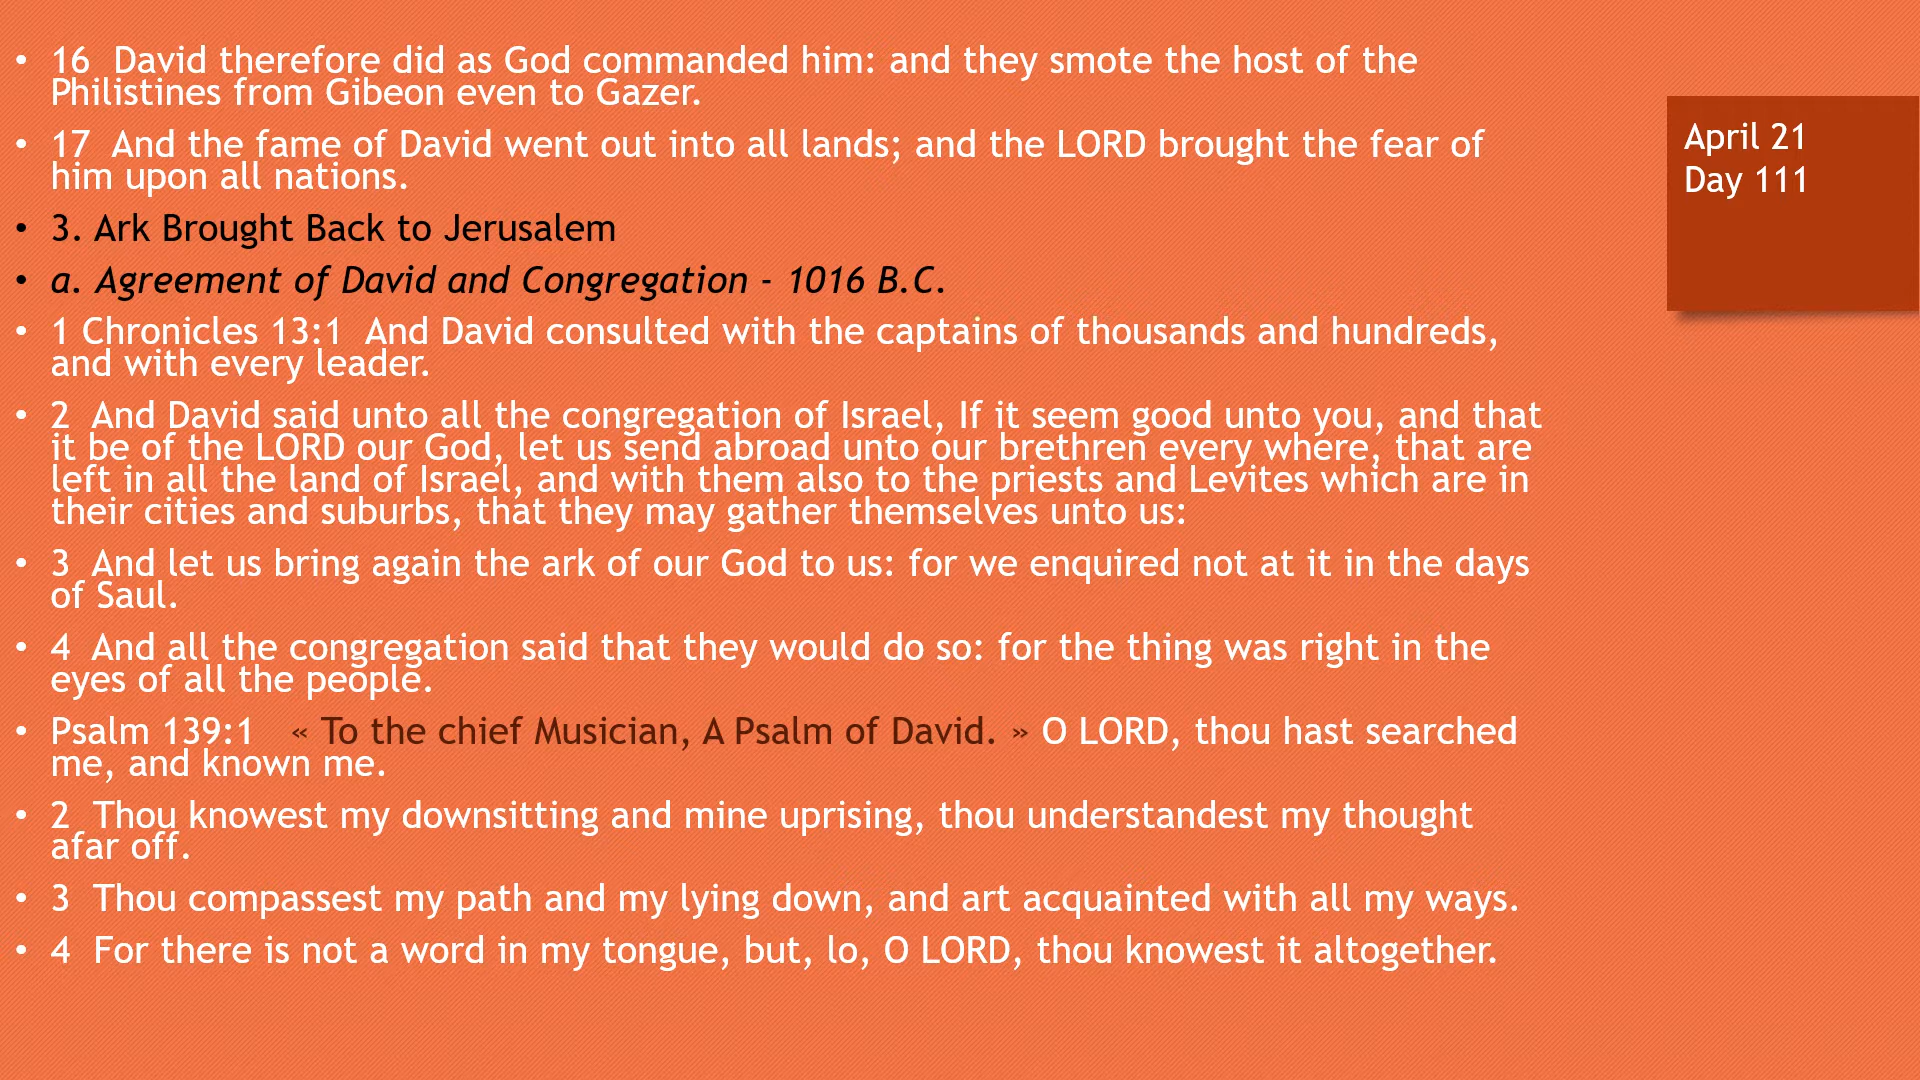 • 16  David therefore did as God commanded him: and they smote the host of the
Philistines from Gibeon even to Gazer.
• 17  And the fame of David went out into all lands; and the LORD brought the fear of
him upon all nations.
• 3. Ark Brought Back to Jerusalem
• a. Agreement of David and Congregation - 1016 B.C.
• 1 Chronicles 13:1  And David consulted with the captains of thousands and hundreds,
and with every leader.
• 2  And David said unto all the congregation of Israel, If it seem good unto you, and that
it be of the LORD our God, let us send abroad unto our brethren every where, that are
left in all the land of Israel, and with them also to the priests and Levites which are in
their cities and suburbs, that they may gather themselves unto us:
• 3  And let us bring again the ark of our God to us: for we enquired not at it in the days
of Saul.
• 4  And all the congregation said that they would do so: for the thing was right in the
eyes of all the people.
• Psalm 139:1   « To the chief Musician, A Psalm of David. » O LORD, thou hast searched
me, and known me.
• 2  Thou knowest my downsitting and mine uprising, thou understandest my thought
afar off.
• 3  Thou compassest my path and my lying down, and art acquainted with all my ways.
• 4  For there is not a word in my tongue, but, lo, O LORD, thou knowest it altogether.
April 21
Day 111